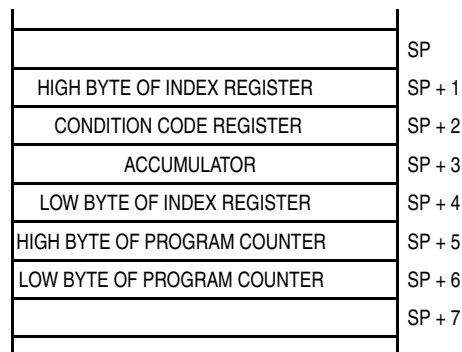 SP
HIGH BYTE OF INDEX REGISTER SP + 1
CONDITION CODE REGISTER SP + 2
ACCUMULATOR SP + 3
LOW BYTE OF INDEX REGISTER SP + 4
HIGH BYTE OF PROGRAM COUNTER SP + 5
LOW BYTE OF PROGRAM COUNTER SP + 6
SP + 7